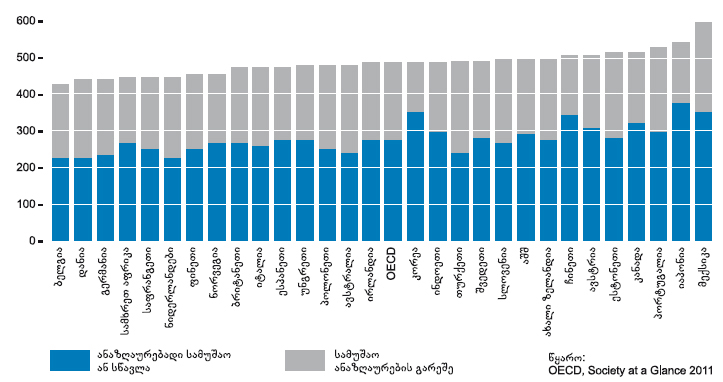 600
500
400
300
200
100
0
ბელგია
დანია
გერმანია
სამხრეთ აფრიკა
საფრანგეთი
ნიდერლანდები
ფინეთი
ნორვეგია
ბრიტანეთი
იტალია
ესპანეთი
უნგრეთი
პოლონეთი
ავსტრალია
ირლანდია
OECD
კორეა
ინდოეთი
თურქეთი
შვედეთი
სლოვენია
აშშ
ახალი ზელანდია
ჩინეთი
ავსტრია
ესტონეთი
კანადა
პორტუგალია
იაპონია
მექსიკა
ანაზღაურებადი სამუშაო
ან სწავლა
სამუშაო
ანაზღაურების გარეშე
წყარო:
OECD, Society at a Glance 2011